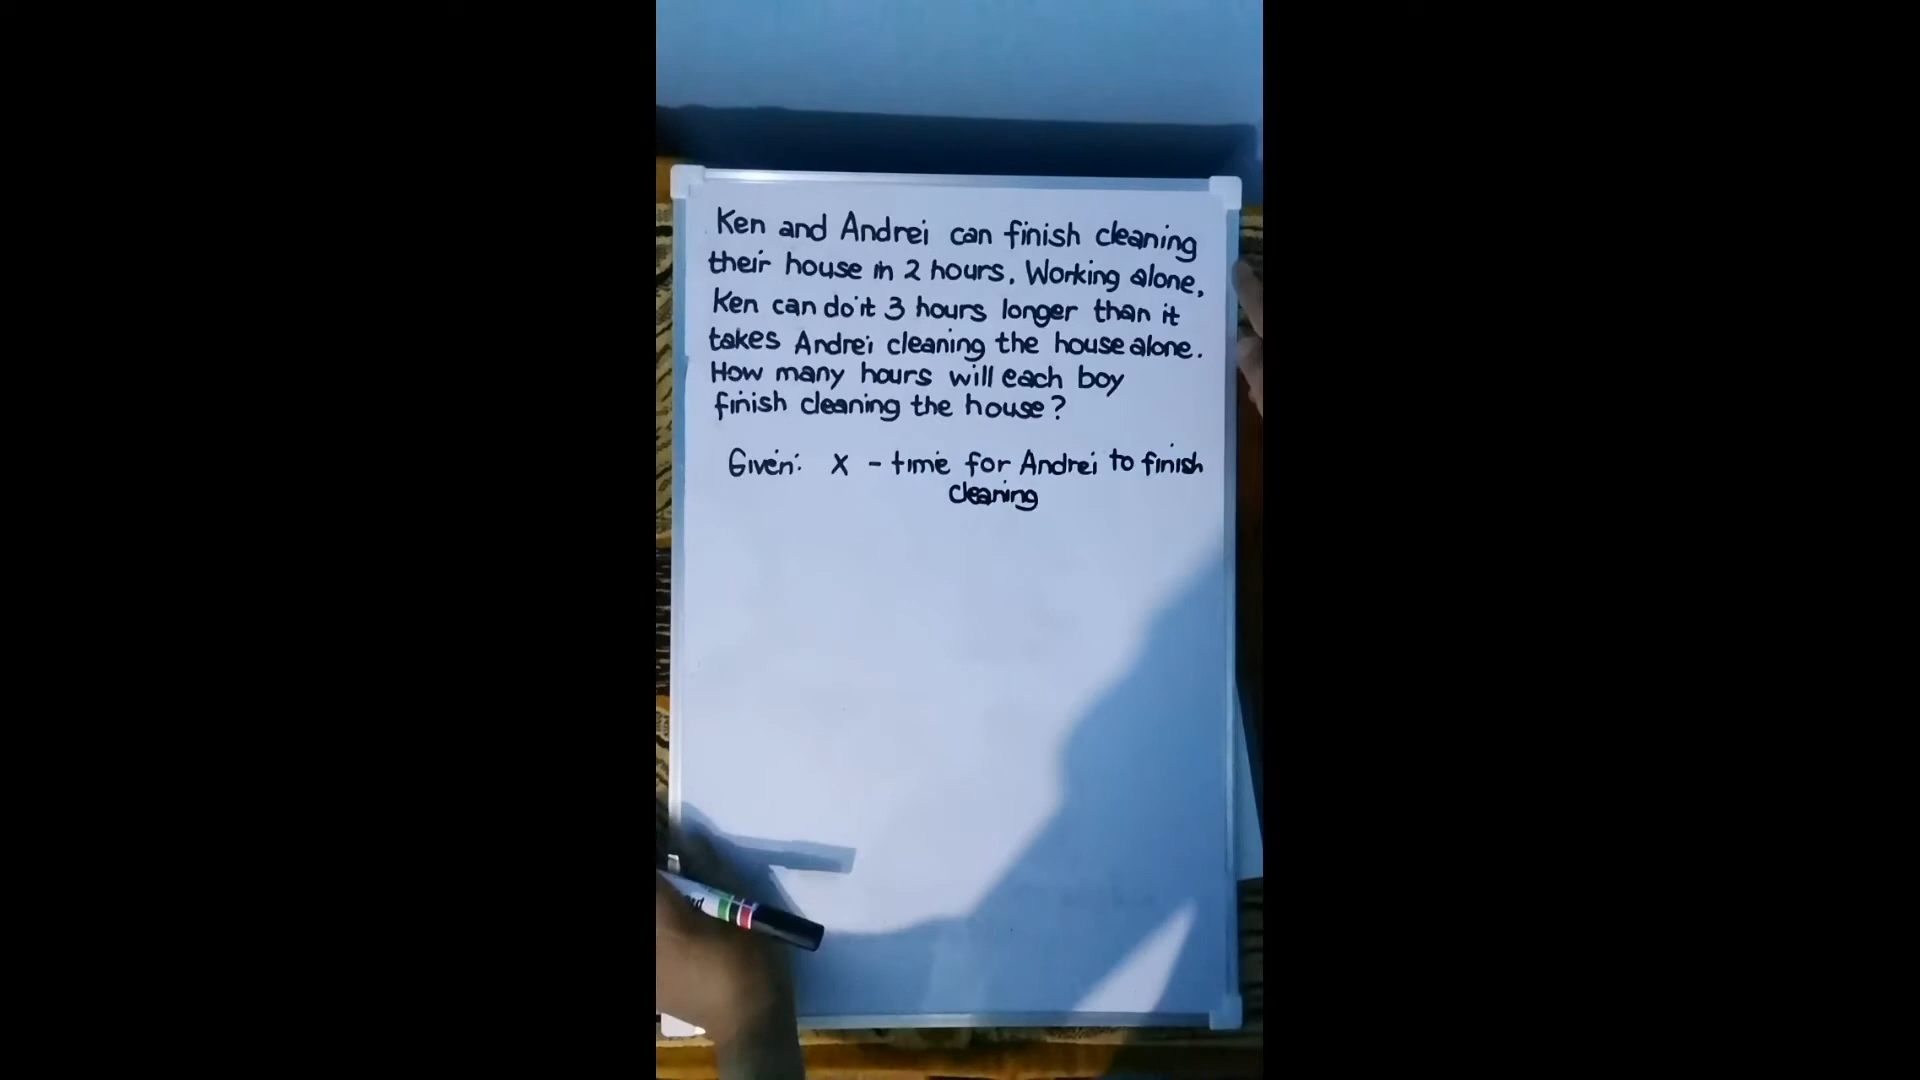 Ken and Andrei can finish cleaning
their house in 2 hours. Working alone,
Ken can do it 3 hours longer than it
takes Andrei cleaning the house alone.
How many hours will each boy
finish cleaning the house?
Given: x - time for Andrei to finish
cleaning